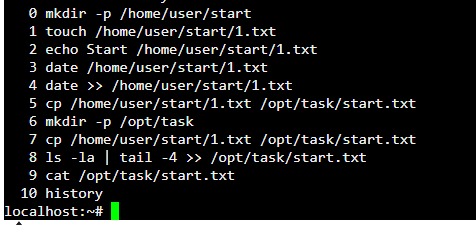 0 mkdir -p /home/user/start
1 touch /home/user/start/1.txt
2 echo Start /home/user/start/1.txt
3 date /home/user/start/1.txt
4 date >> /home/user/start/1.txt
5 cp /home/user/start/1.txt /opt/task/start.txt
6 mkdir -p /opt/task
7 cp /home/user/start/1.txt /opt/task/start.txt
8 ls -la | tail -4 >> /opt/task/start.txt
9 cat /opt/task/start.txt
10 history
localhost:~#